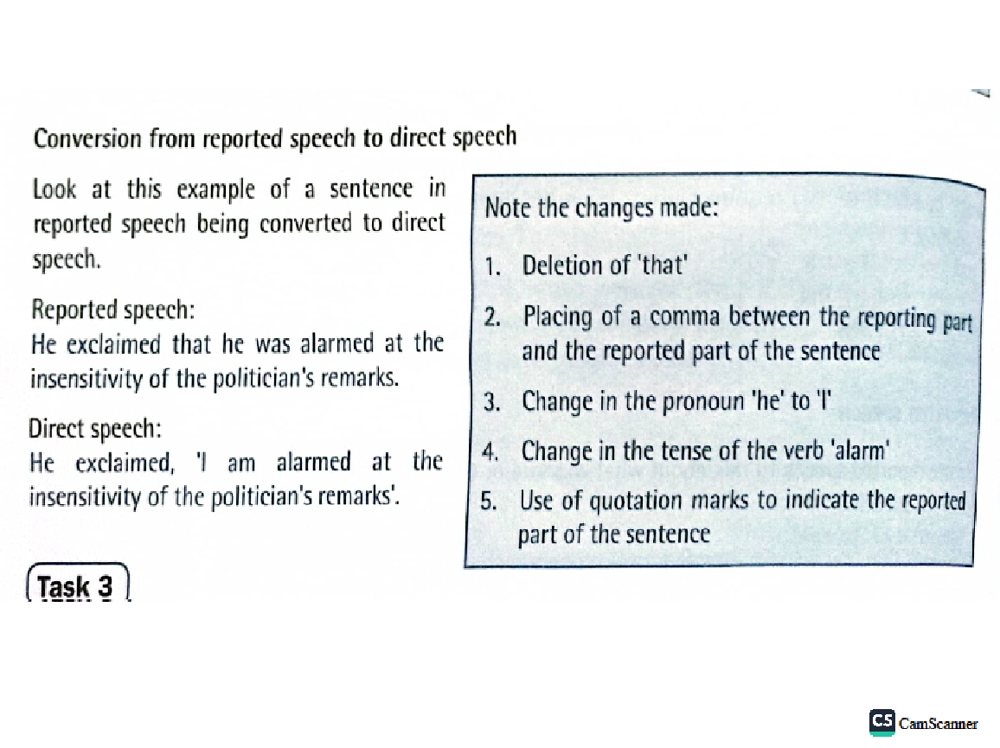 Conversion from reported speech to direct speech
Look at this example of a sentence in
reported speech being converted to direct
speech.
Reported speech:
He exclaimed that he was alarmed at the
insensitivity of the politician's remarks.
Direct speech:
He exclaimed, 'I am alarmed at the
insensitivity of the politician's remarks'.
Note the changes made:
1. Deletion of 'that'
2. Placing of a comma between the reporting part
and the reported part of the sentence
3. Change in the pronoun 'he' to 'I'
4. Change in the tense of the verb 'alarm'
5. Use of quotation marks to indicate the reported
part of the sentence
Task 3
CS CamScanner